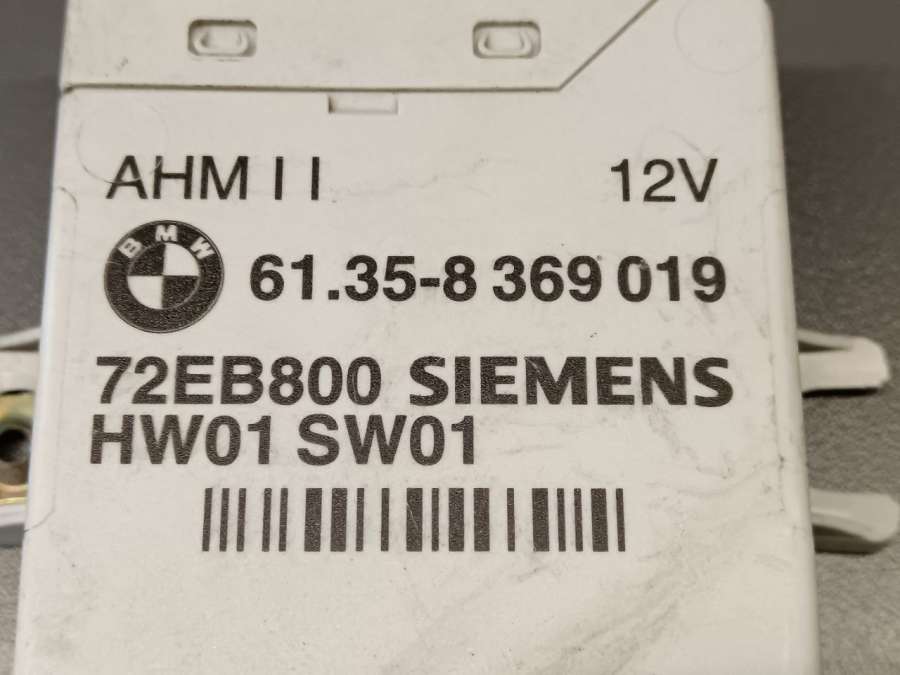 AHM I I 12V
BMW 61.35-8 369 019
72EB800 SIEMENS
HW01 SW01